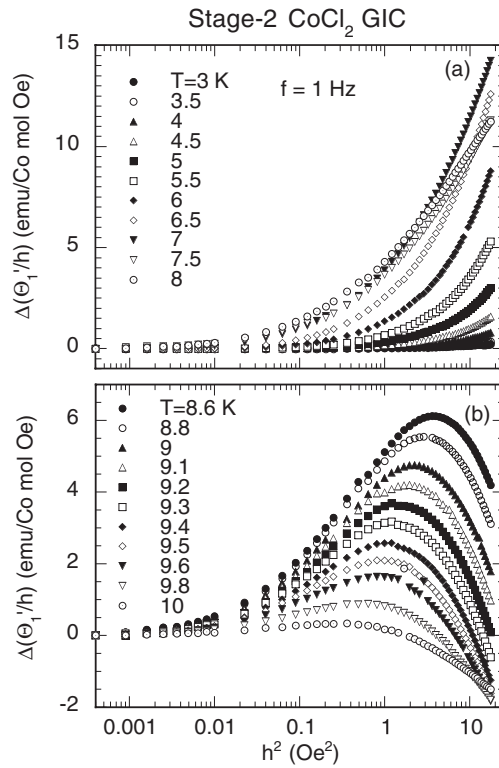 Stage-2 CoCl2 GIC
(a)
f = 1 Hz
T=3 K
3.5
4
4.5
5
5.5
6
6.5
7
7.5
8
15
10
5
0
Δ(Θ1'/h) (emu/Co mol Oe)
(b)
T=8.6 K
8.8
9
9.1
9.2
9.3
9.4
9.5
9.6
9.8
10
6
4
2
0
-2
Δ(Θ1'/h) (emu/Co mol Oe)
0.001 0.01 0.1 1 10
h2 (Oe2)